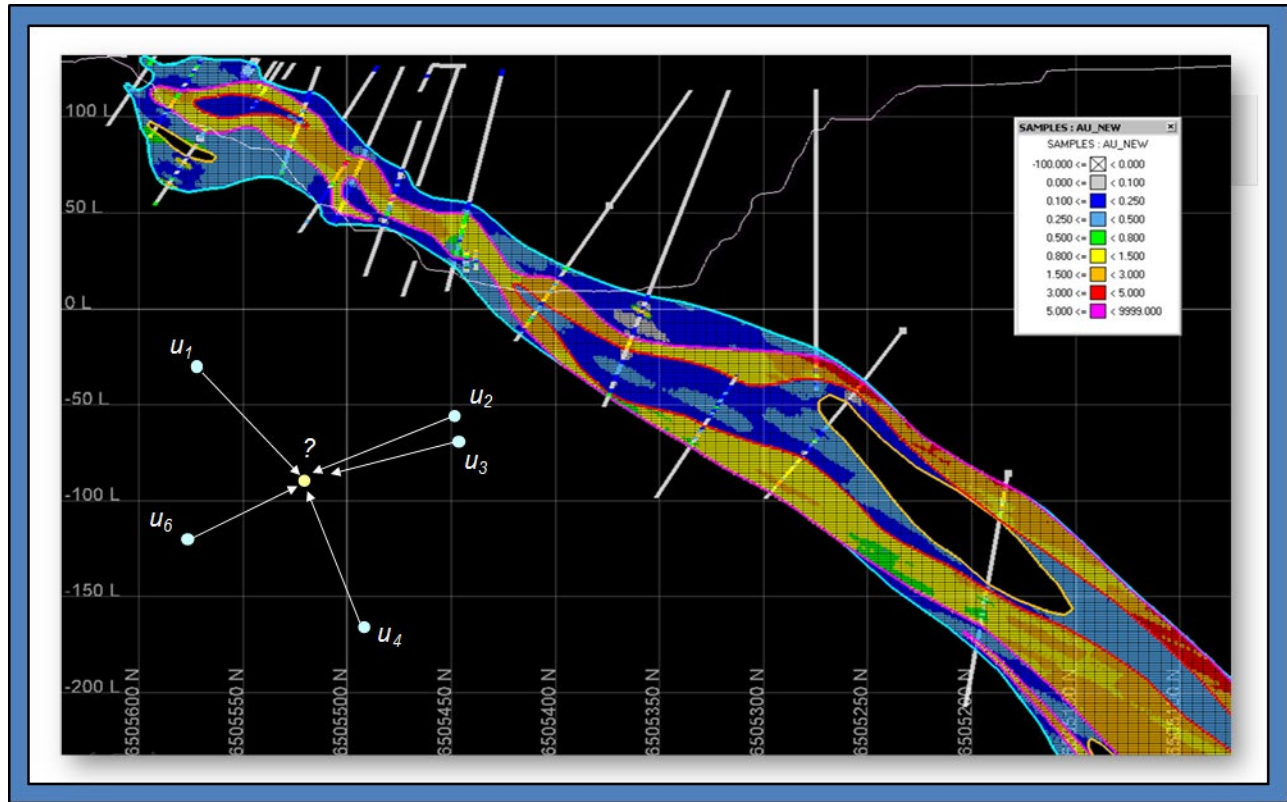 SAMPLES : AU_NEW
SAMPLES : AU_NEW
-100.000 <= < 0.000
0.000 <= < 0.100
0.100 <= < 0.250
0.250 <= < 0.500
0.500 <= < 0.800
0.800 <= < 1.500
1.500 <= < 3.000
3.000 <= < 5.000
5.000 <= < 9999.000
100 L
50 L
0 L
-50 L
-100 L
-150 L
-200 L
u1
u2
?
u3
u6
u4
6505600 N
6505550 N
6505500 N
6505450 N
6505400 N
6505350 N
6505300 N
6505250 N
6505200 N